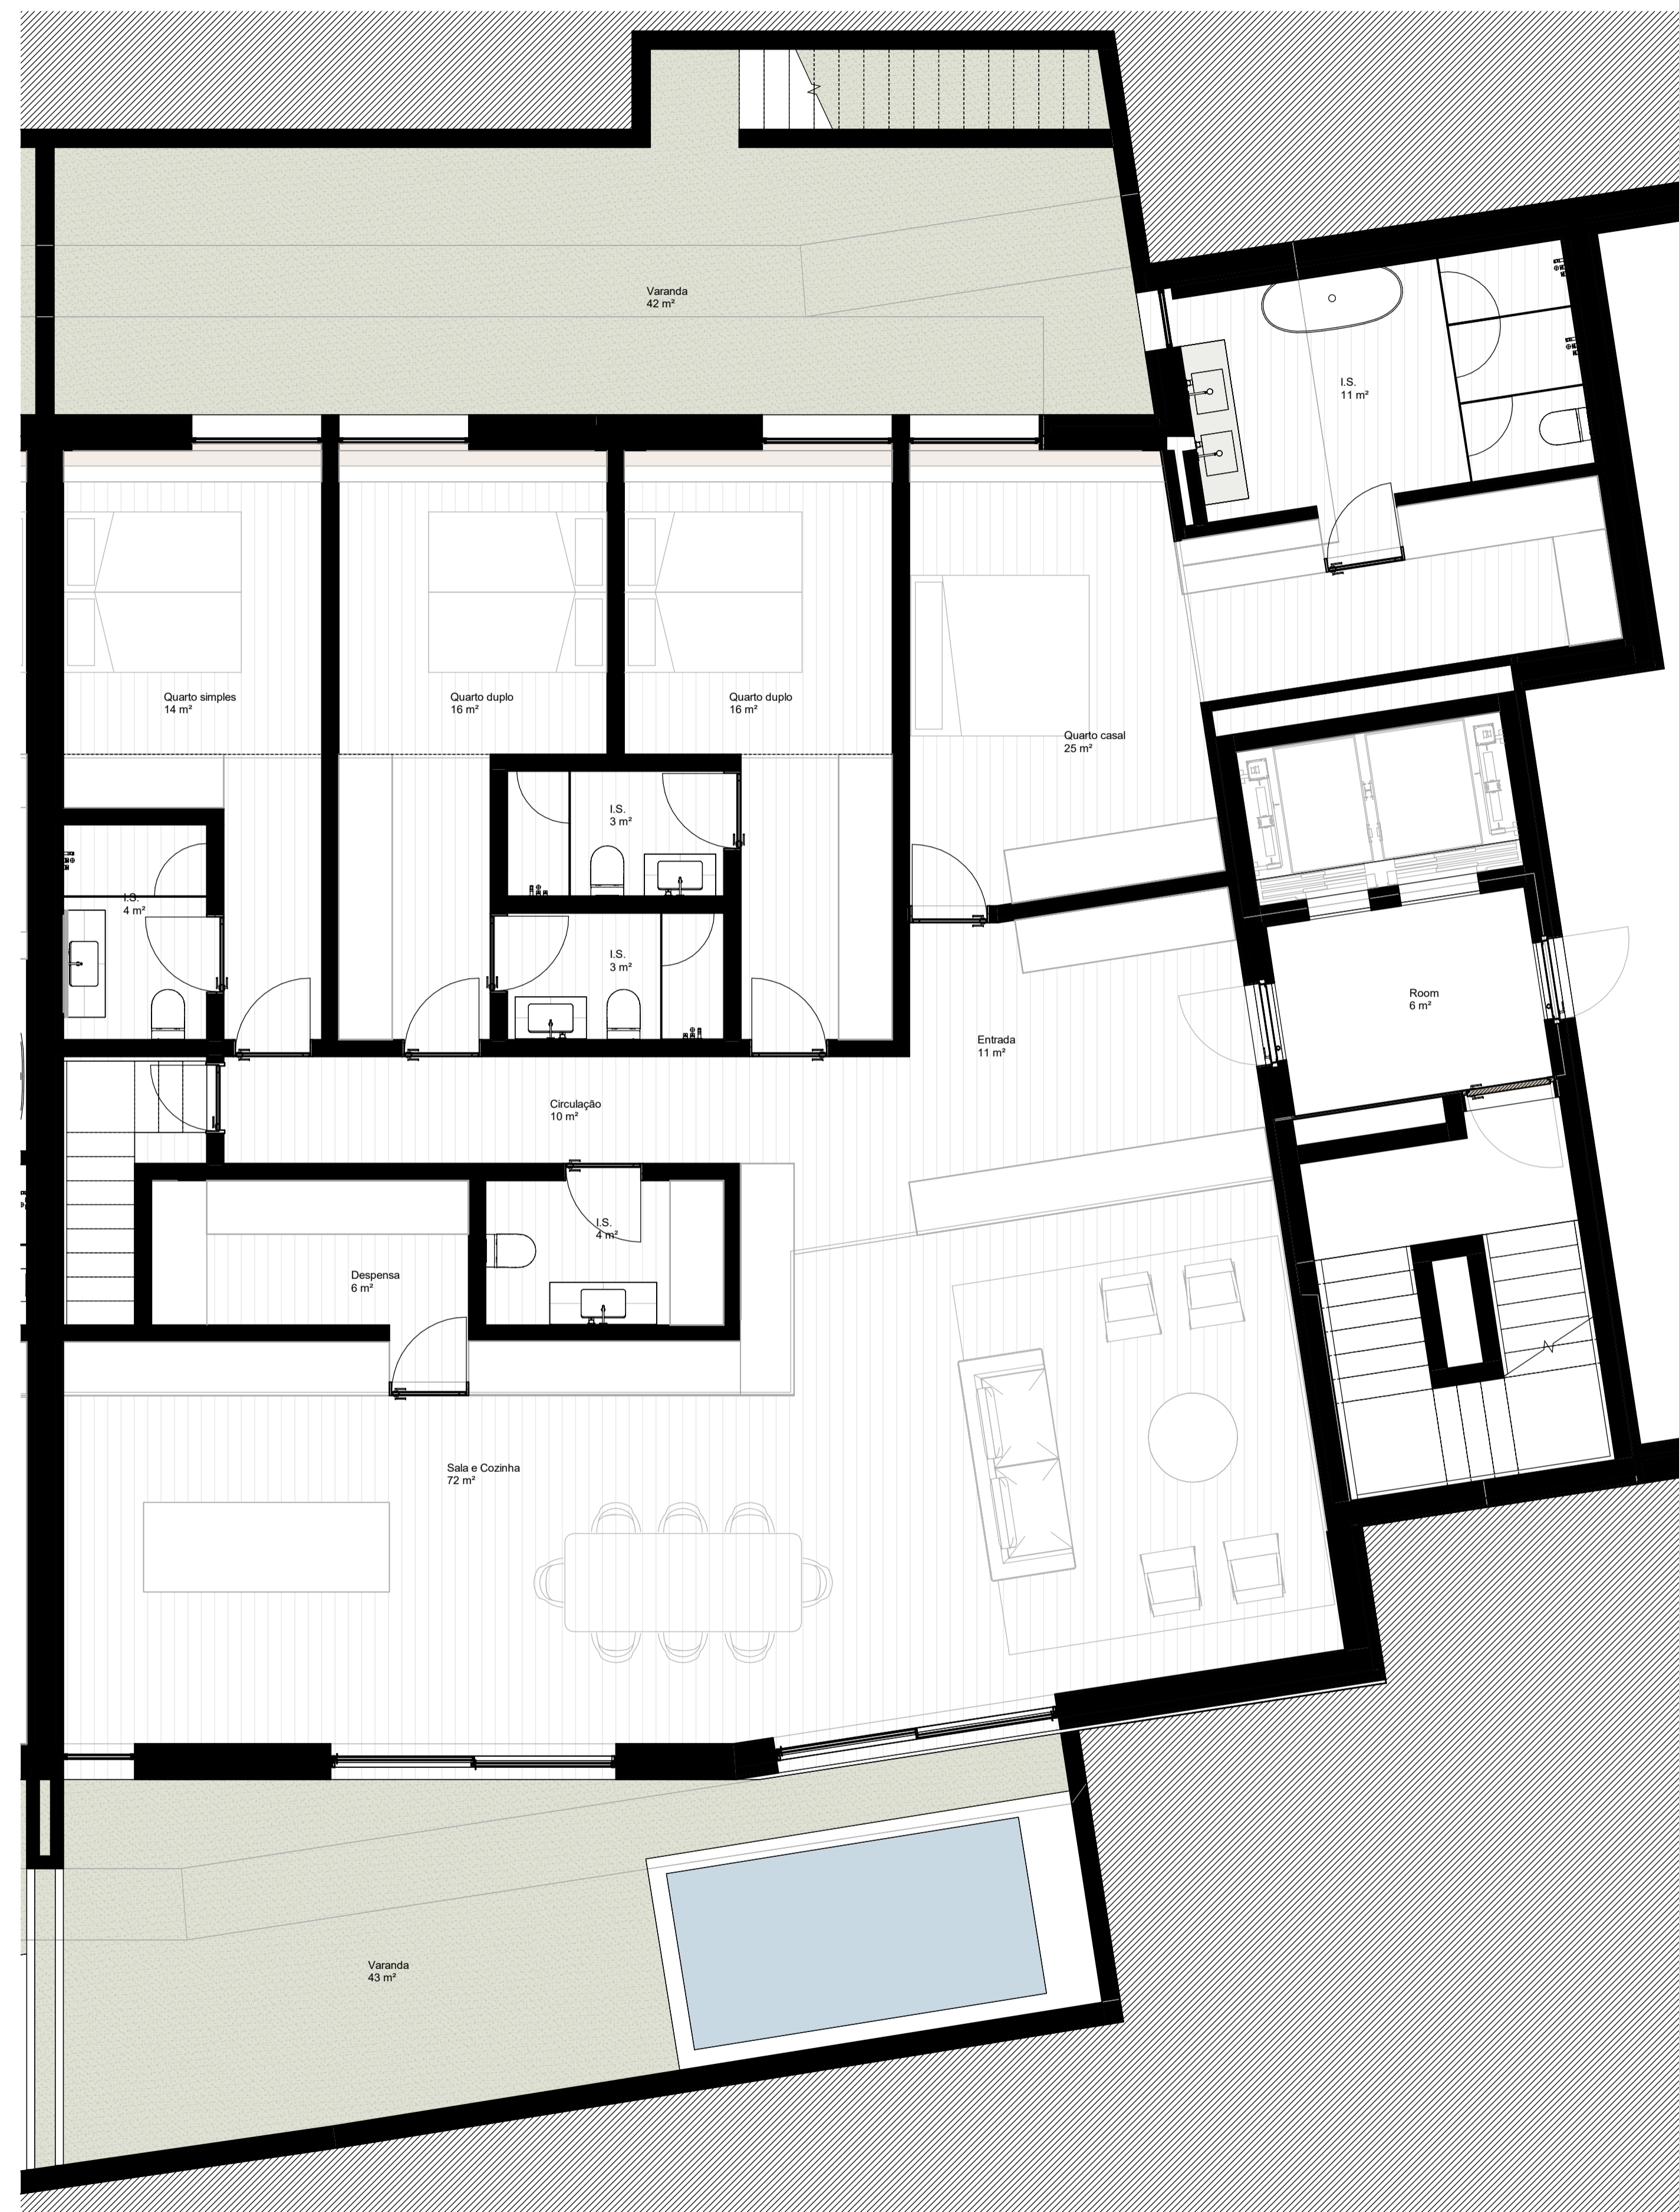 Varanda
42 m²
I.S.
11 m²
Quarto simples
14 m²
Quarto duplo
16 m²
Quarto duplo
16 m²
Quarto casal
25 m²
I.S.
3 m²
I.S.
4 m²
I.S.
3 m²
Room
6 m²
Entrada
11 m²
Circulação
10 m²
I.S.
4 m²
Despensa
6 m²
Sala e Cozinha
72 m²
Varanda
43 m²